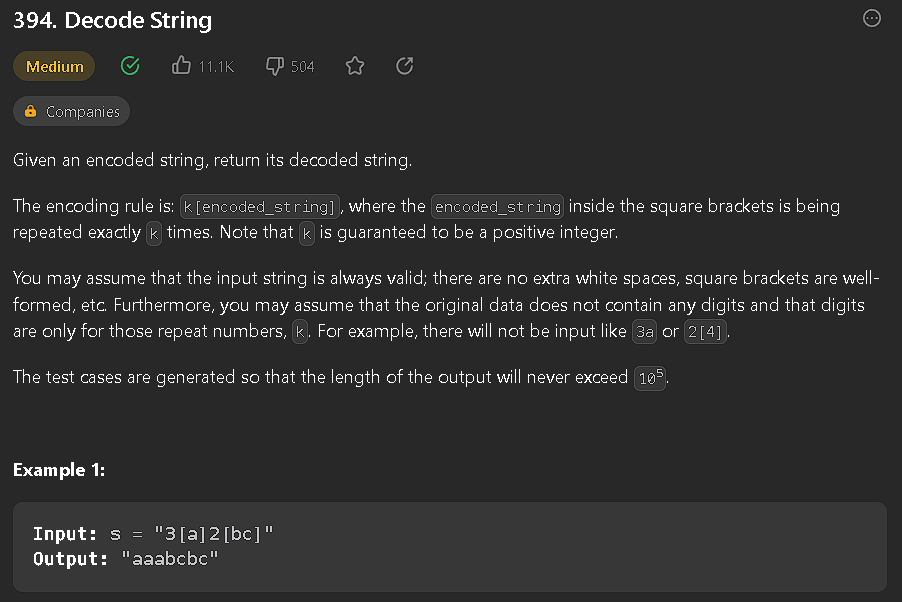 394. Decode String
Medium 11.1K 504
Companies
Given an encoded string, return its decoded string.
The encoding rule is: k[encoded_string], where the encoded_string inside the square brackets is being
repeated exactly k times. Note that k is guaranteed to be a positive integer.
You may assume that the input string is always valid; there are no extra white spaces, square brackets are well-
formed, etc. Furthermore, you may assume that the original data does not contain any digits and that digits
are only for those repeat numbers, k. For example, there will not be input like 3a or 2[4].
The test cases are generated so that the length of the output will never exceed 10⁵.
Example 1:
Input: s = "3[a]2[bc]"
Output: "aaabcbc"